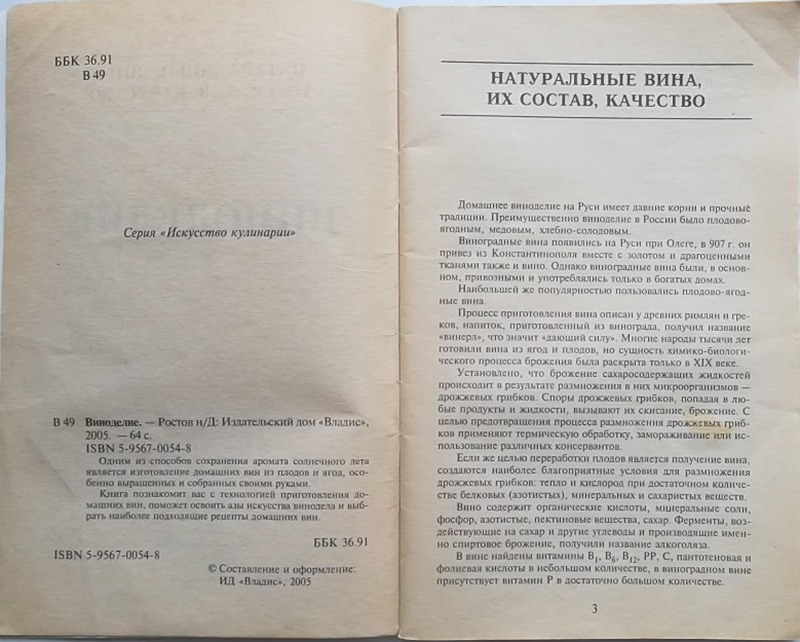 ББК 36.91
В 49
Серия «Искусство кулинарии»
В 49 Виноделие. — Ростов н/Д: Издательский дом «Владис»,
2005. — 64 с.
ISBN 5-9567-0054-8
Одним из способов сохранения аромата солнечного лета
является изготовление домашних вин из плодов и ягод, осо-
бенно выращенных и собранных своими руками.
Книга познакомит вас с технологией приготовления до-
машних вин, поможет освоить азы искусства винодела и выб-
рать наиболее подходящие рецепты домашних вин.
ББК 36.91
ISBN 5-9567-0054-8
© Составление и оформление:
ИД «Владис», 2005
НАТУРАЛЬНЫЕ ВИНА,
ИХ СОСТАВ, КАЧЕСТВО
Домашнее виноделие на Руси имеет давние корни и прочные
традиции. Преимущественно виноделие в России было плодово-
ягодным, медовым, хлебно-солодовым.
Виноградные вина появились на Руси при Олеге, в 907 г. он
привез из Константинополя вместе с золотом и драгоценными
тканями также и вино. Однако виноградные вина были, в основ-
ном, привозными и употреблялись только в богатых домах.
Наибольшей же популярностью пользовались плодово-ягод-
ные вина.
Процесс приготовления вина описан у древних римлян и гре-
ков, напиток, приготовленный из винограда, получил название
«винерл», что значит «дающий силу». Многие народы тысячи лет
готовили вина из ягод и плодов, но сущность химико-биологи-
ческого процесса брожения была раскрыта только в XIX веке.
Установлено, что брожение сахаросодержащих жидкостей
происходит в результате размножения в них микроорганизмов —
дрожжевых грибков. Споры дрожжевых грибков, попадая в лю-
бые продукты и жидкости, вызывают их скисание, брожение. С
целью предотвращения процесса размножения дрожжевых гриб-
ков применяют термическую обработку, замораживание или ис-
пользование различных консервантов.
Если же целью переработки плодов является получение вина,
создаются наиболее благоприятные условия для размножения
дрожжевых грибков: тепло и кислород при достаточном количе-
стве белковых (азотистых), минеральных и сахаристых веществ.
Вино содержит органические кислоты, минеральные соли,
фосфор, азотистые, пектиновые вещества, сахар. Ферменты, воз-
действующие на сахар и другие углеводы и производящие имен-
но спиртовое брожение, получили название алкоголяза.
В вине найдены витамины B₁, B₆, B₁₂, PP, C, пантотеновая и
фолиевая кислоты в небольшом количестве, в виноградном вине
присутствует витамин Р в достаточно большом количестве.
3